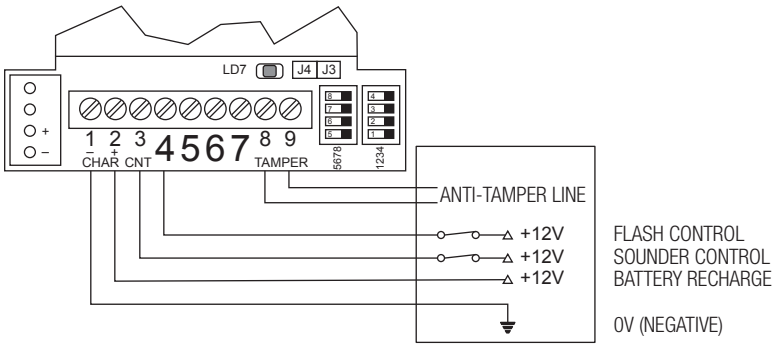 LD7 J4 J3
8 4
7 3
6 2
5 1
+
–
1 2 3 4 5 6 7 8 9
– +
CHAR CNT TAMPER
5678 1234
ANTI-TAMPER LINE
+12V FLASH CONTROL
+12V SOUNDER CONTROL
+12V BATTERY RECHARGE
0V (NEGATIVE)